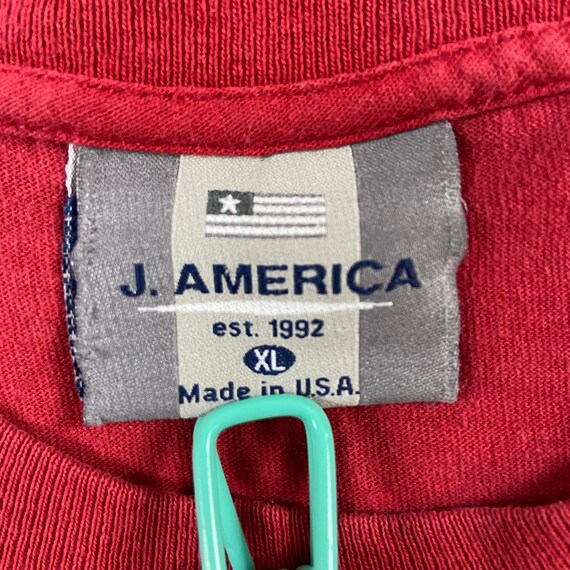 J. AMERICA
est. 1992
XL
Made in U.S.A.